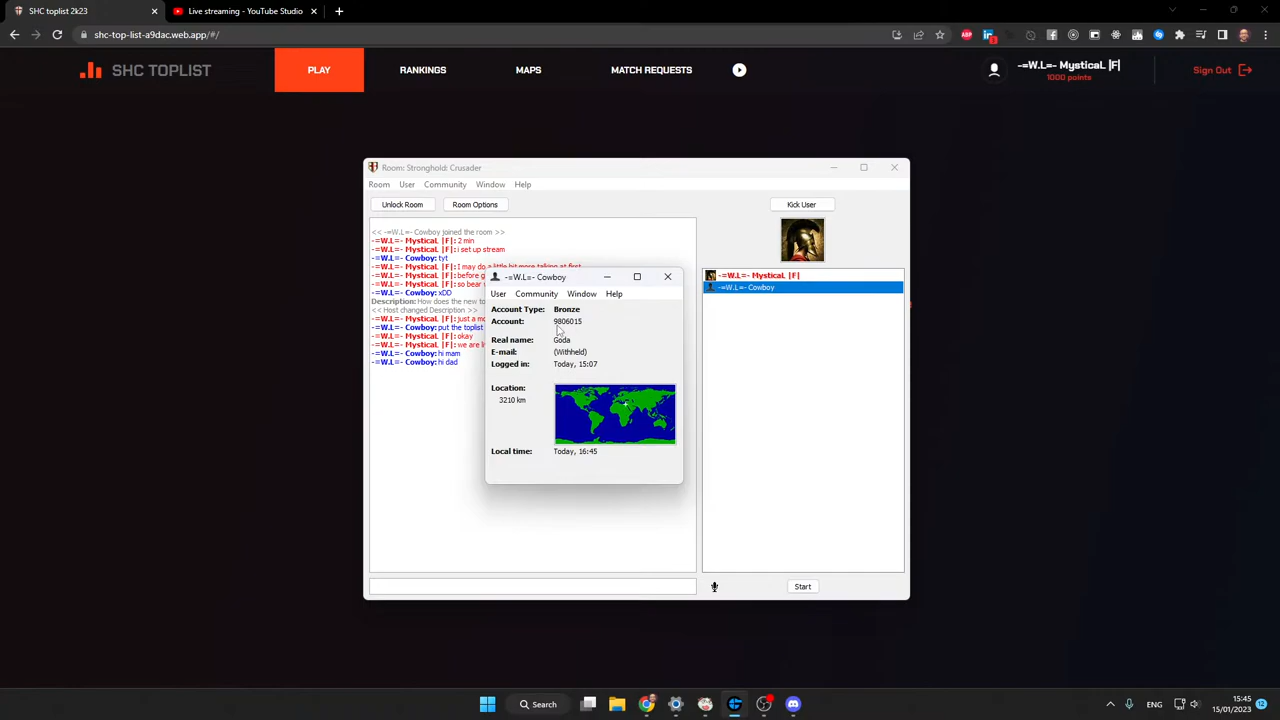 SHC toplist 2k23
Live streaming - YouTube Studio
shc-top-list-a9dac.web.app/#/
SHC TOPLIST
PLAY
RANKINGS
MAPS
MATCH REQUESTS
-=W.L=- Mystical |F|
1000 points
Sign Out
Room: Stronghold: Crusader
Room User Community Window Help
Unlock Room
Room Options
Kick User
<< -=W.L=- Cowboy joined the room >>
-=W.L=- Mystical |F|: 2 min
-=W.L=- Mystical |F|: i set up stream
-=W.L=- Cowboy: tyt
-=W.L=- Mystical |F|: I may do a little bit more talking at first
-=W.L=- Mystical |F|: before g
-=W.L=- Mystical |F|: so bear
-=W.L=- Cowboy: xDD
Description: How does the new to
<< Host changed Description >>
-=W.L=- Mystical |F|: just a mo
-=W.L=- Cowboy: put the toplist
-=W.L=- Mystical |F|: okay
-=W.L=- Mystical |F|: we are li
-=W.L=- Cowboy: hi mam
-=W.L=- Cowboy: hi dad
-=W.L=- Cowboy
User Community Window Help
Account Type: Bronze
Account: 9806015
Real name: Goda
E-mail: (Withheld)
Logged in: Today, 15:07
Location:
3210 km
Local time: Today, 16:45
-=W.L=- Mystical |F|
-=W.L=- Cowboy
Start
Search
ENG
15:45
15/01/2023
12